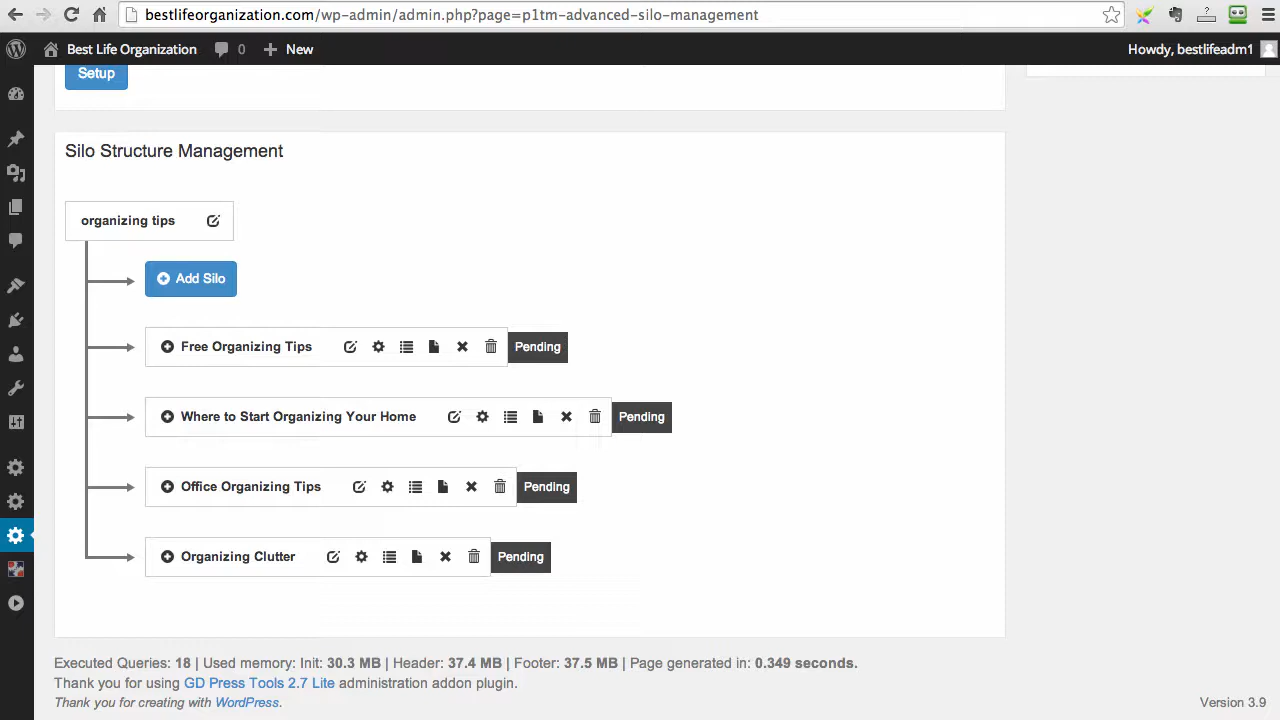 bestlifeorganization.com/wp-admin/admin.php?page=p1tm-advanced-silo-management
Best Life Organization 0 New Howdy, bestlifeadm1
Setup
Silo Structure Management
organizing tips
Add Silo
Free Organizing Tips Pending
Where to Start Organizing Your Home Pending
Office Organizing Tips Pending
Organizing Clutter Pending
Executed Queries: 18 | Used memory: Init: 30.3 MB | Header: 37.4 MB | Footer: 37.5 MB | Page generated in: 0.349 seconds.
Thank you for using GD Press Tools 2.7 Lite administration addon plugin.
Thank you for creating with WordPress. Version 3.9